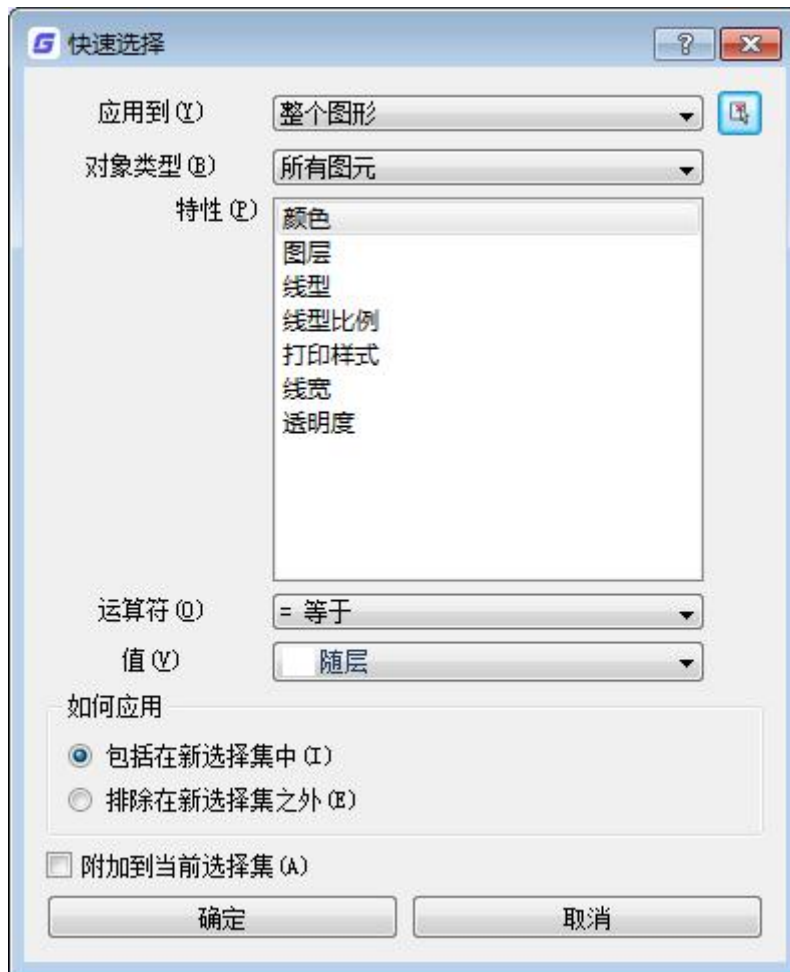 快速选择
应用到(Y) 整个图形
对象类型(B) 所有图元
特性(P) 颜色
图层
线型
线型比例
打印样式
线宽
透明度
运算符(O) = 等于
值(V) 随层
如何应用
包括在新选择集中(I)
排除在新选择集之外(E)
附加到当前选择集(A)
确定 取消